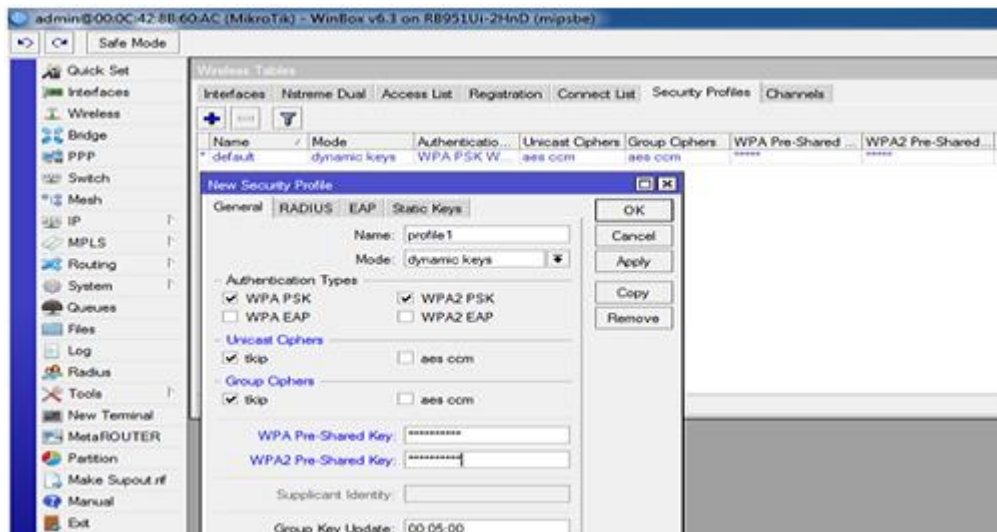 admin@00:0C:42:8B:60:AC (MikroTik) - WinBox v6.1 on RB951Ui-2HnD (mipsbe)
Safe Mode
Quick Set
Interfaces
Wireless
Bridge
PPP
Switch
Mesh
IP
MPLS
Routing
System
Queues
Files
Log
Radius
Tools
New Terminal
MetaROUTER
Partition
Make Supout.rif
Manual
Exit
Wireless Tables
Interfaces Nstreme Dual Access List Registration Connect List Security Profiles Channels
Name / Mode Authenticatio... Unicast Ciphers Group Ciphers WPA Pre-Shared ... WPA2 Pre-Shared...
* default dynamic keys WPA PSK W... aes ccm aes ccm ***** *****
New Security Profile
General RADIUS EAP Static Keys
Name: profile1
Mode: dynamic keys
Authentication Types
WPA PSK WPA2 PSK
WPA EAP WPA2 EAP
Unicast Ciphers
tkip aes ccm
Group Ciphers
tkip aes ccm
WPA Pre-Shared Key: **********
WPA2 Pre-Shared Key: **********
Supplicant Identity:
Group Key Update: 00:05:00
OK
Cancel
Apply
Copy
Remove